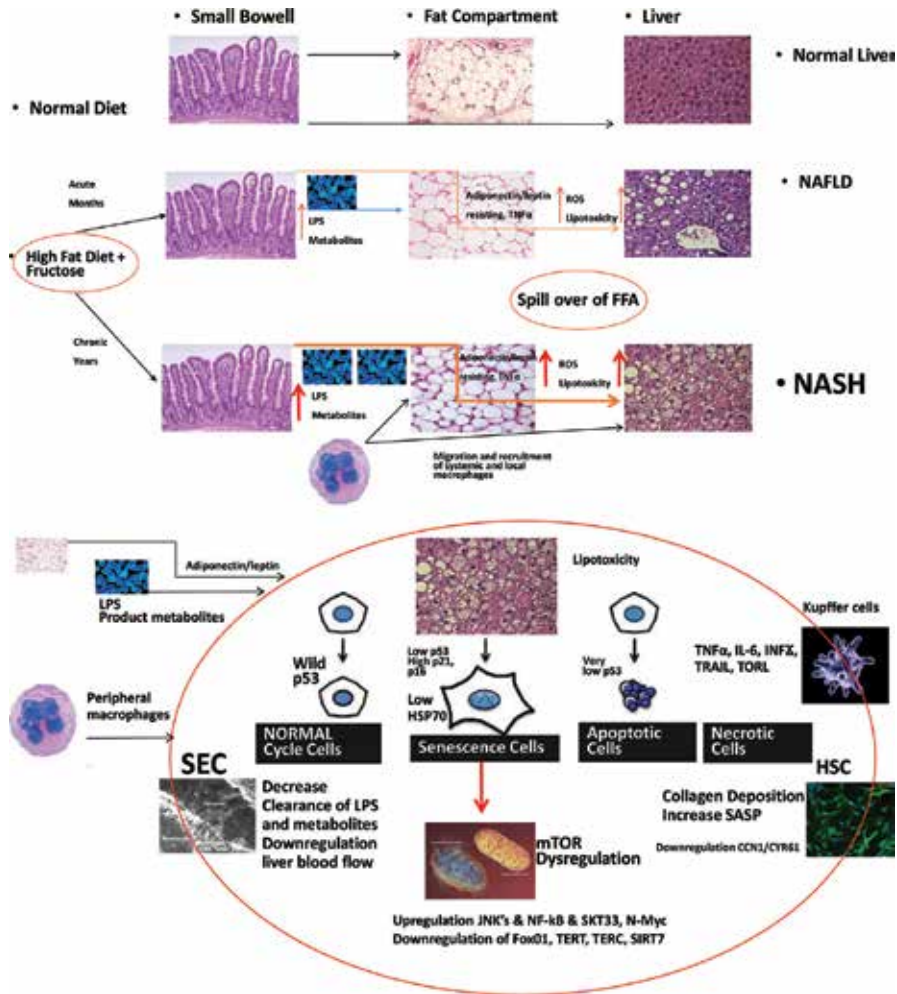 • Small Bowell
• Fat Compartment
• Liver
• Normal Liver
• Normal Diet
Acute
Months
LPS
Metabolites
Adiponectin/leptin
resisting, TNFα
ROS
Lipotoxicity
• NAFLD
High Fat Diet +
Fructose
Spill over of FFA
Chronic
Years
LPS
Metabolites
Adiponectin/leptin
resisting, TNFα
ROS
Lipotoxicity
• NASH
Migration and recruitment
of systemic and local
macrophages
Adiponectin/leptin
LPS
Product metabolites
Lipotoxicity
Kupffer cells
TNFα, IL-6, INFX,
TRAIL, TORL
Wild
p53
Low p53
High p21,
p16
Low
HSP70
Very
low p53
Peripheral
macrophages
NORMAL
Cycle Cells
Senescence Cells
Apoptotic
Cells
Necrotic
Cells
SEC
Decrease
Clearance of LPS
and metabolites
Downregulation
liver blood flow
HSC
Collagen Deposition
Increase SASP
Downregulation CCN1/CYR61
mTOR
Dysregulation
Upregulation JNK's & NF-kB & SKT33, N-Myc
Downregulation of Fox01, TERT, TERC, SIRT7